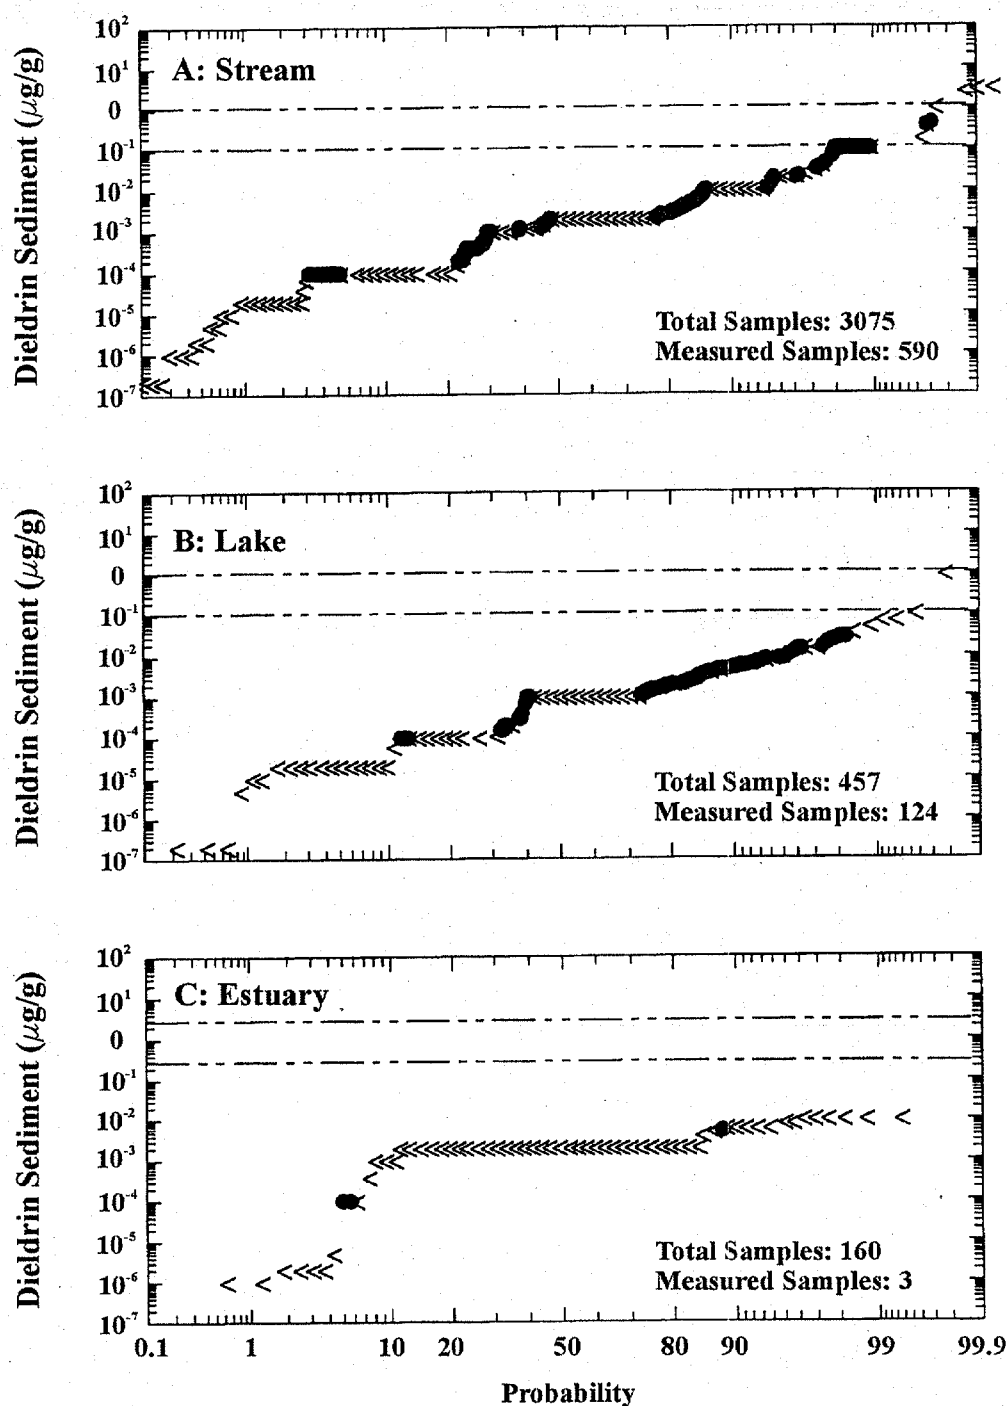 Dieldrin Sediment (μg/g)
10²
10¹
0
10⁻¹
10⁻²
10⁻³
10⁻⁴
10⁻⁵
10⁻⁶
10⁻⁷
A: Stream
Total Samples: 3075
Measured Samples: 590
Dieldrin Sediment (μg/g)
10²
10¹
0
10⁻¹
10⁻²
10⁻³
10⁻⁴
10⁻⁵
10⁻⁶
10⁻⁷
B: Lake
Total Samples: 457
Measured Samples: 124
Dieldrin Sediment (μg/g)
10²
10¹
0
10⁻¹
10⁻²
10⁻³
10⁻⁴
10⁻⁵
10⁻⁶
10⁻⁷
C: Estuary
Total Samples: 160
Measured Samples: 3
0.1 1 10 20 50 80 90 99 99.9
Probability